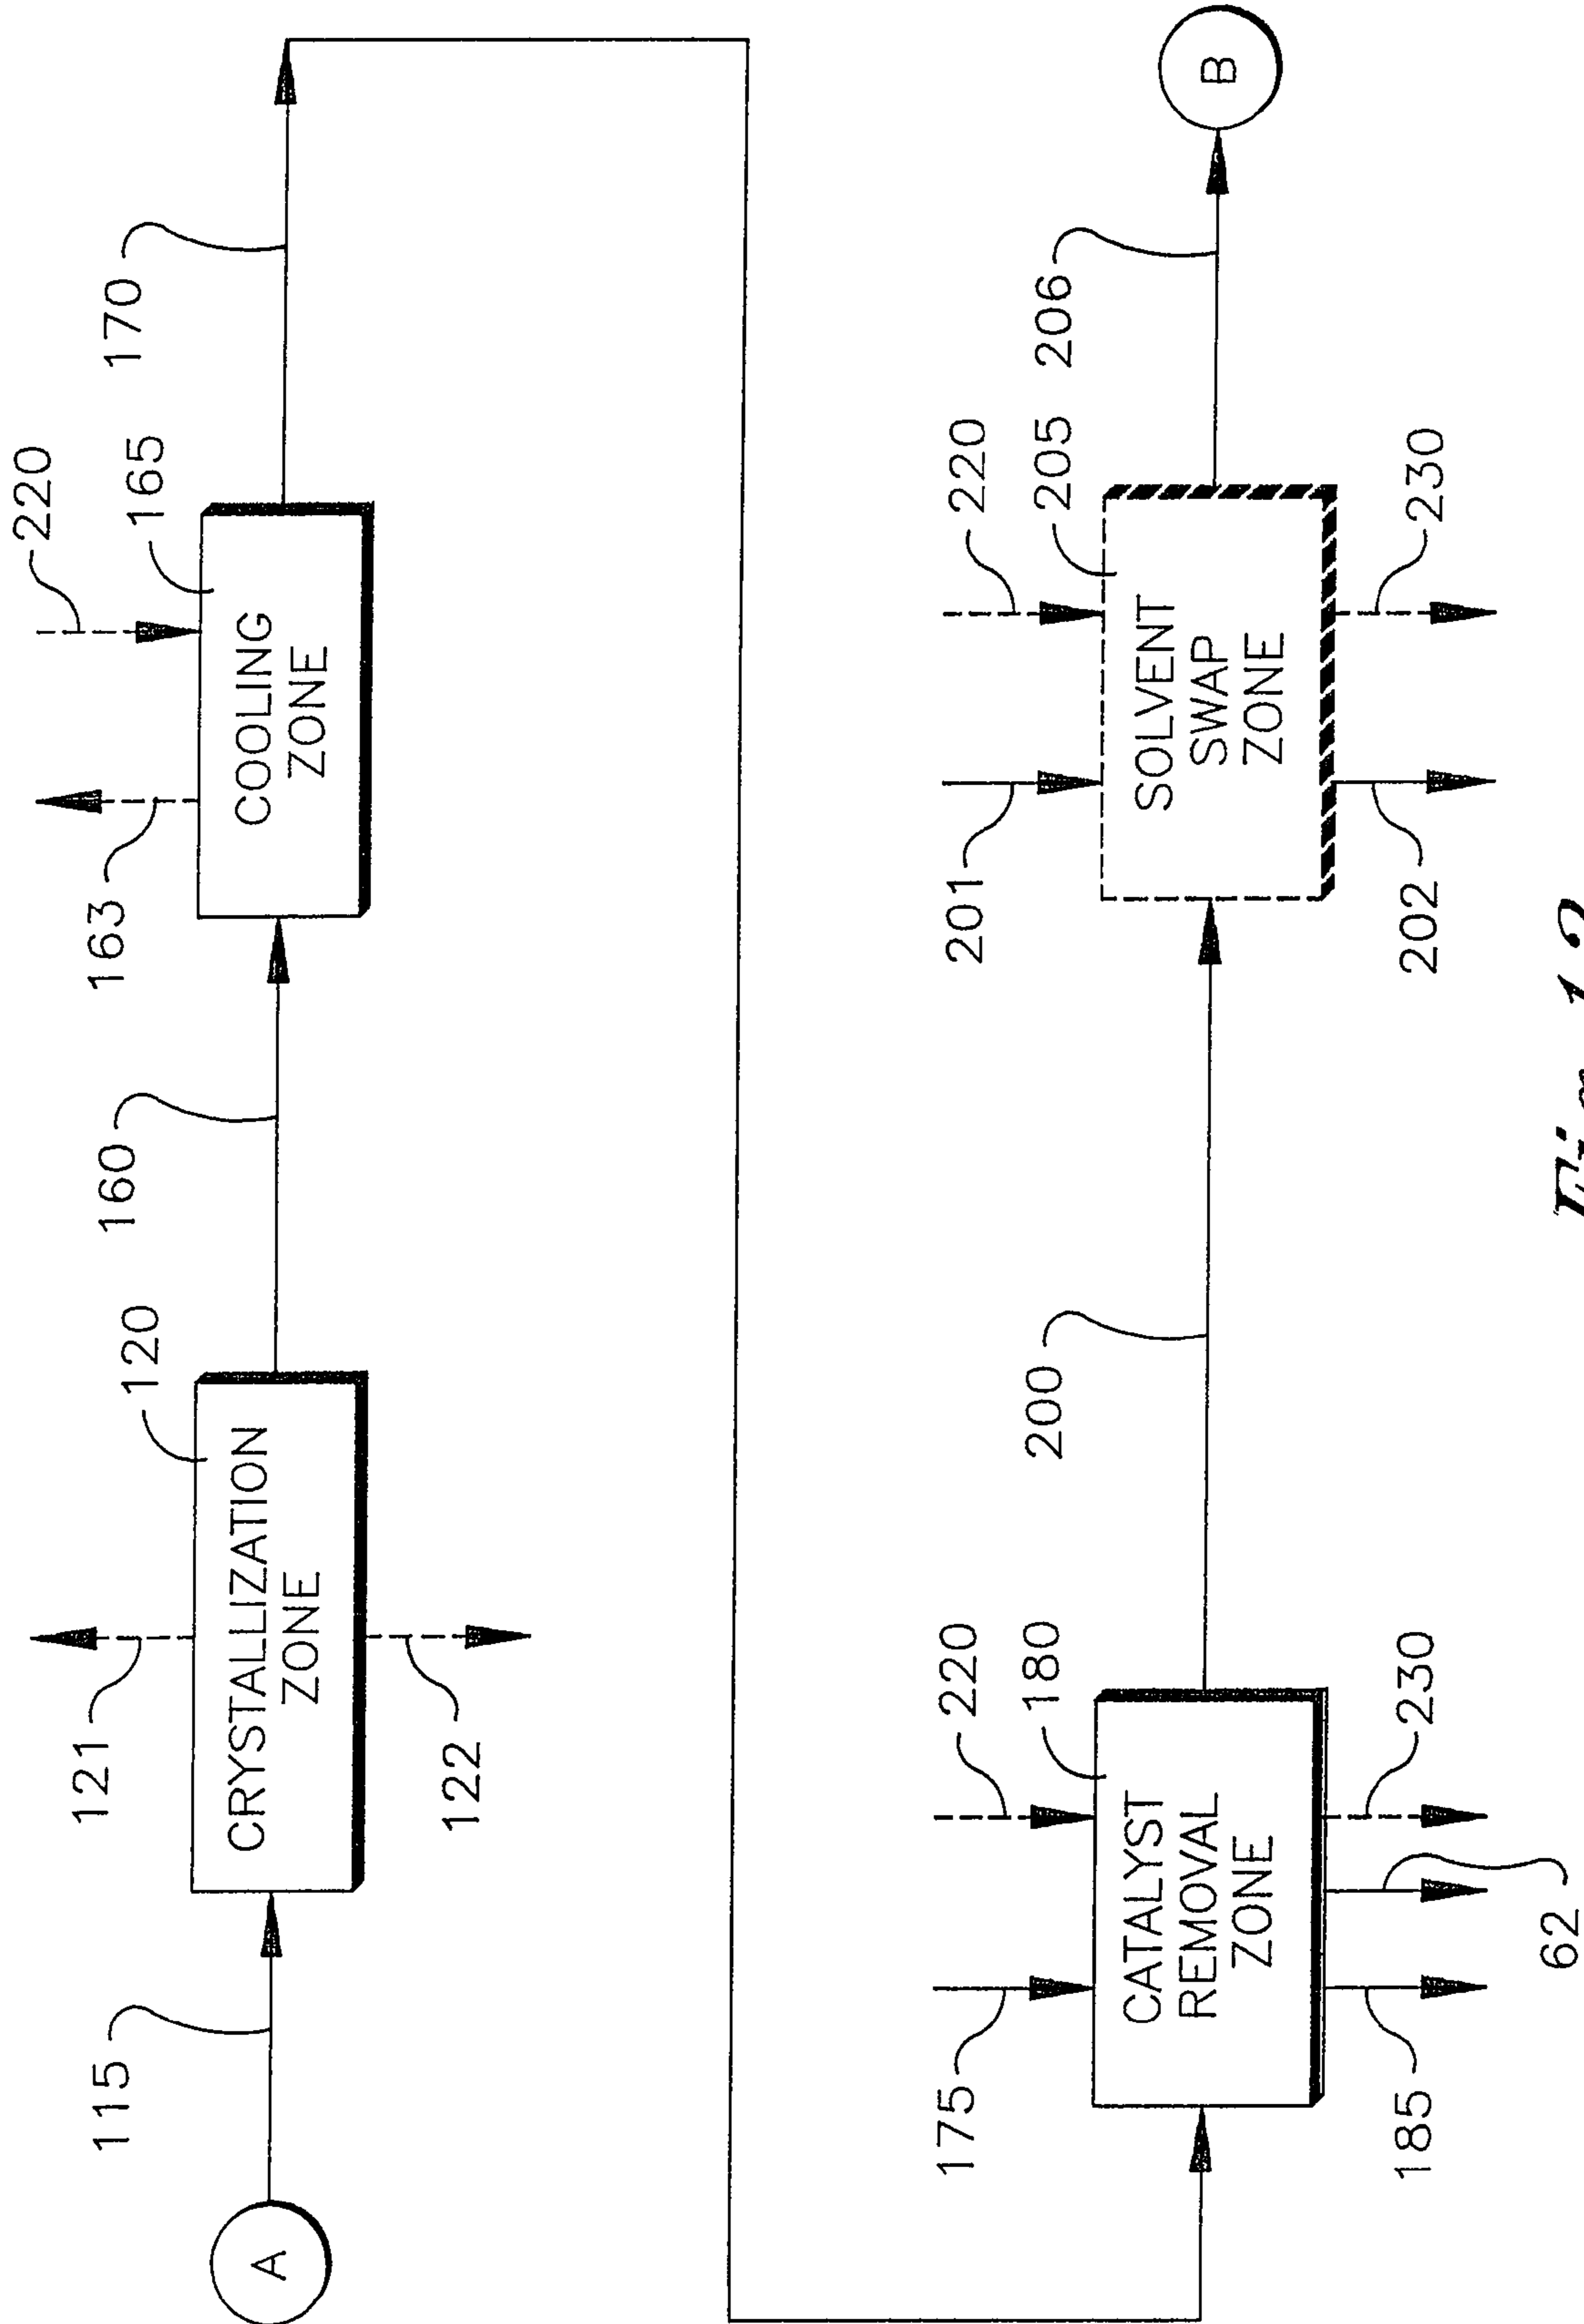 A
115
121
CRYSTALLIZATION
ZONE
120
122
160
163
COOLING
ZONE
165
220
170
175
220
180
CATALYST
REMOVAL
ZONE
185
62
230
200
201
220
205
SOLVENT
SWAP
ZONE
202
230
206
B